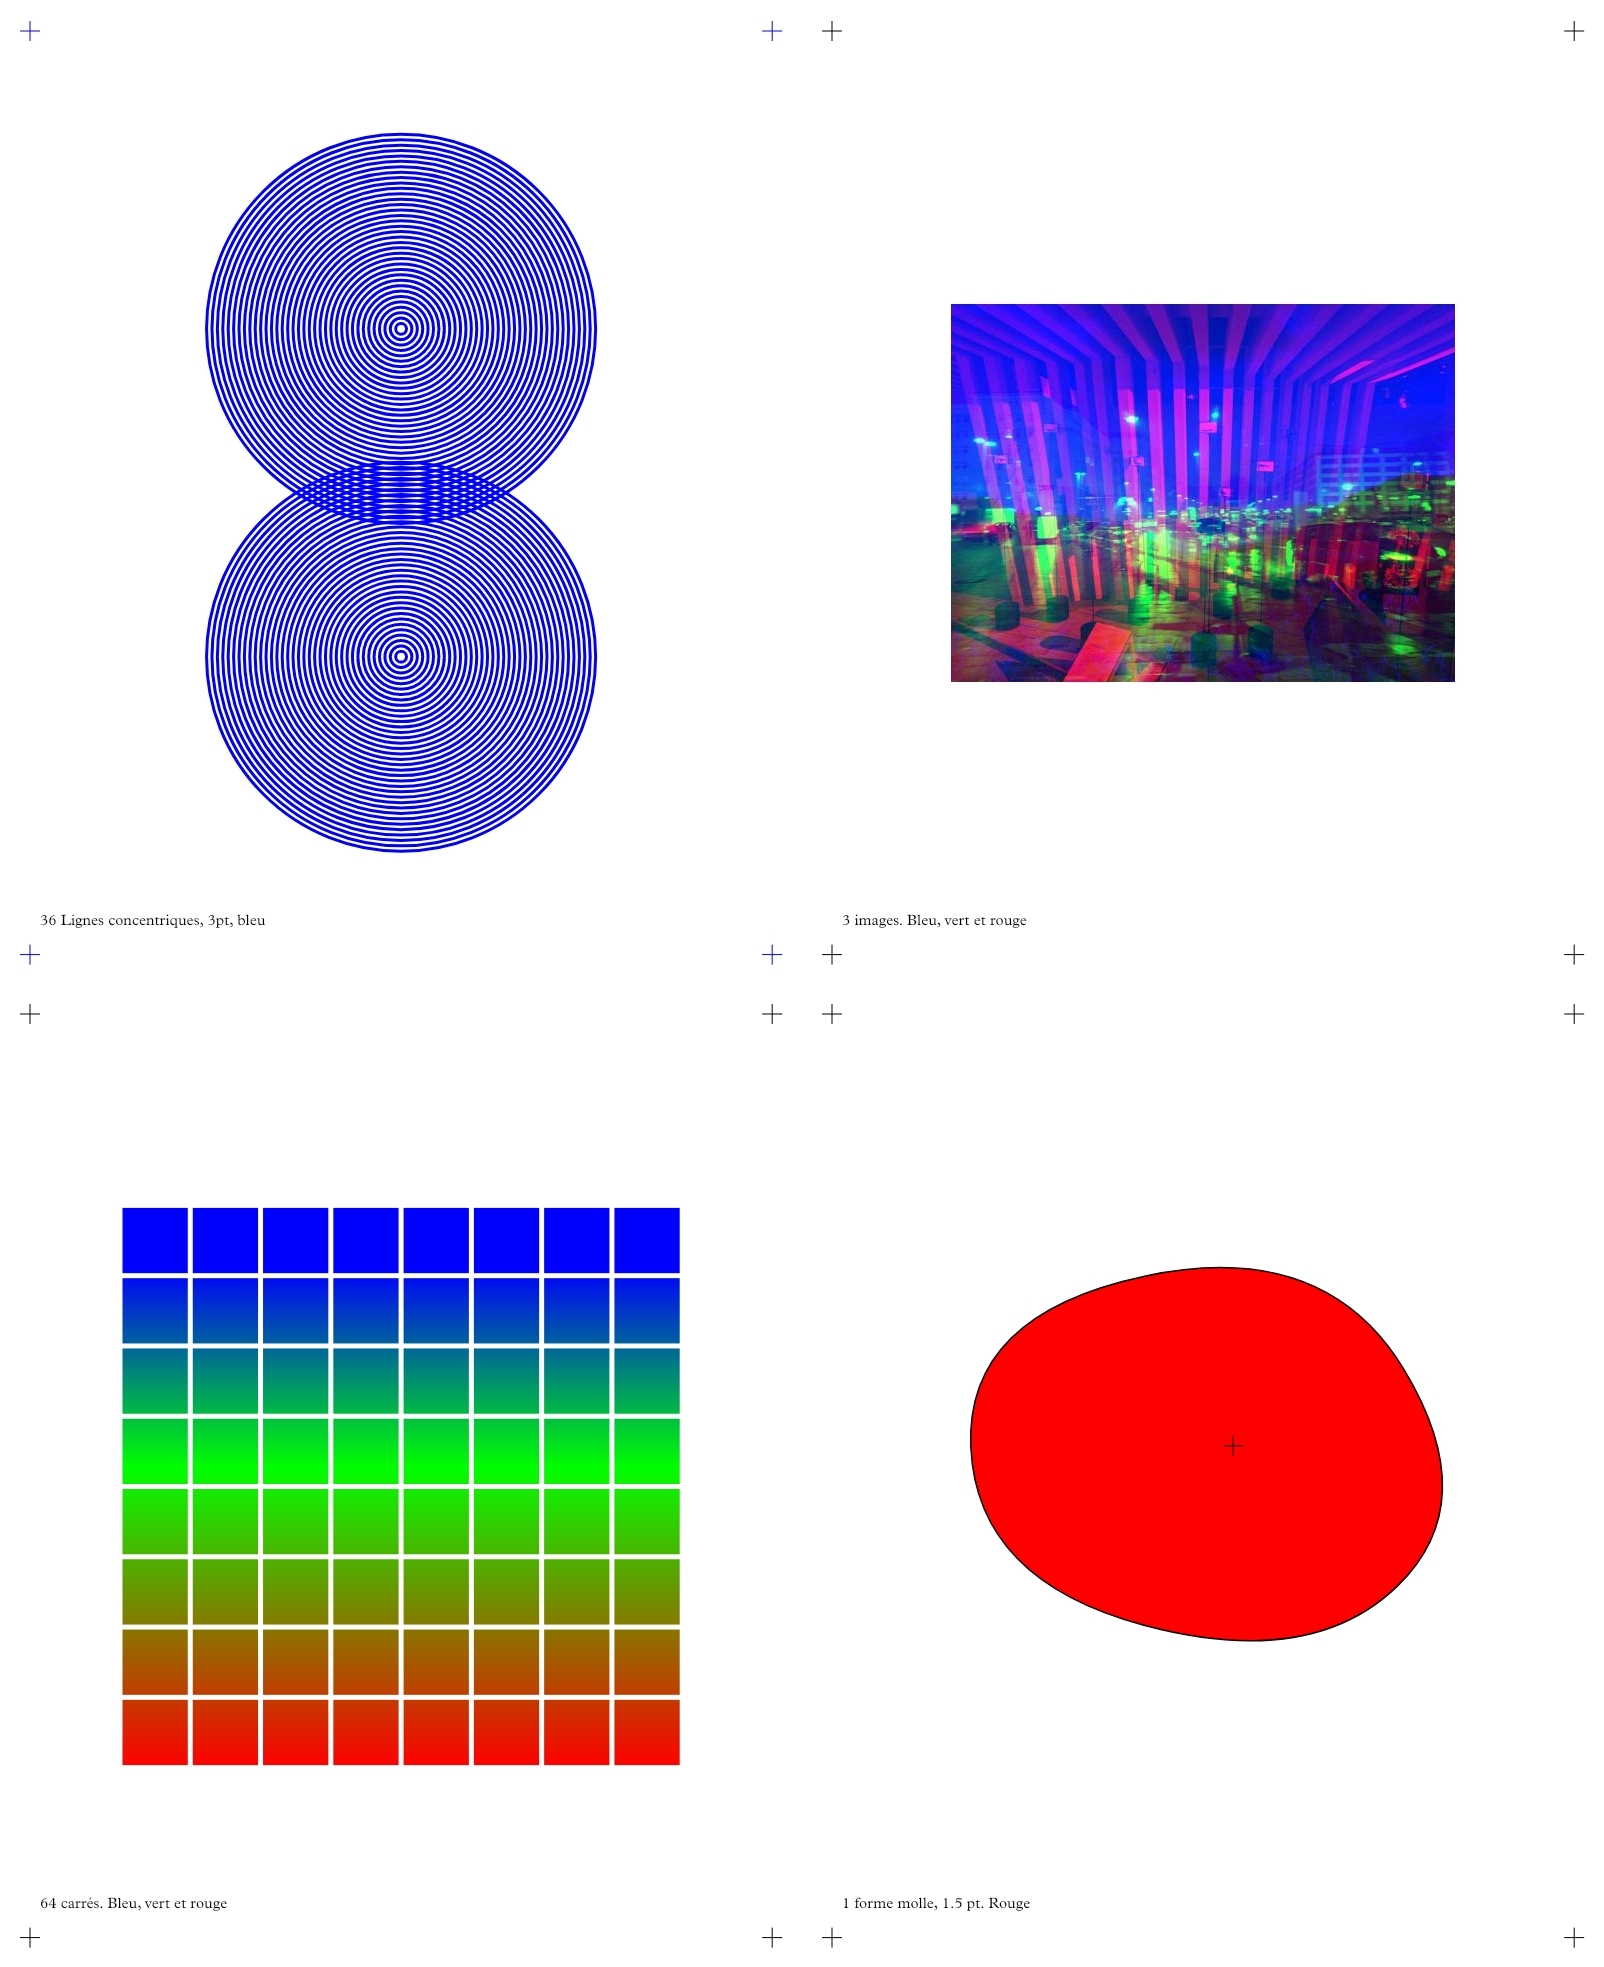 36 Lignes concentriques, 3pt, bleu
3 images. Bleu, vert et rouge
64 carrés. Bleu, vert et rouge
1 forme molle, 1.5 pt. Rouge